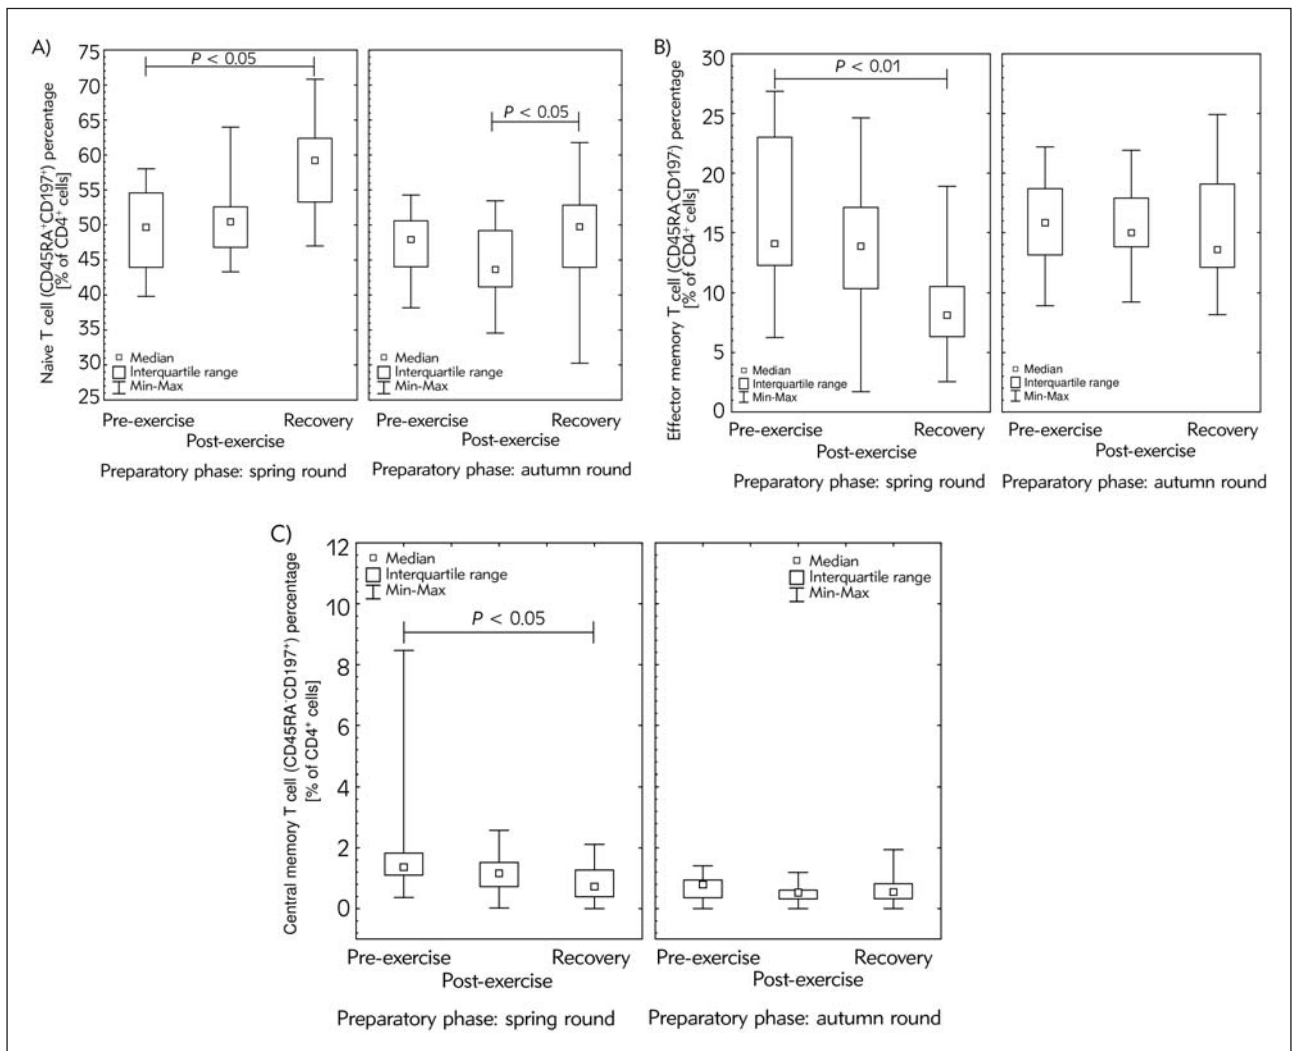 A)
Naive T cell (CD45RA⁺CD197⁺) percentage
[% of CD4⁺ cells]
75
70
65
60
55
50
45
40
35
30
25
P < 0.05
P < 0.05
Median
Interquartile range
Min-Max
Median
Interquartile range
Min-Max
Pre-exercise
Recovery
Post-exercise
Preparatory phase: spring round
Pre-exercise
Recovery
Post-exercise
Preparatory phase: autumn round
B)
Effector memory T cell (CD45RA⁻CD197⁻) percentage
[% of CD4⁺ cells]
30
25
20
15
10
5
0
P < 0.01
Median
Interquartile range
Min-Max
Median
Interquartile range
Min-Max
Pre-exercise
Recovery
Post-exercise
Preparatory phase: spring round
Pre-exercise
Recovery
Post-exercise
Preparatory phase: autumn round
C)
Central memory T cell (CD45RA⁻CD197⁺) percentage
[% of CD4⁺ cells]
12
10
8
6
4
2
0
Median
Interquartile range
Min-Max
P < 0.05
Median
Interquartile range
Min-Max
Pre-exercise
Recovery
Post-exercise
Preparatory phase: spring round
Pre-exercise
Recovery
Post-exercise
Preparatory phase: autumn round